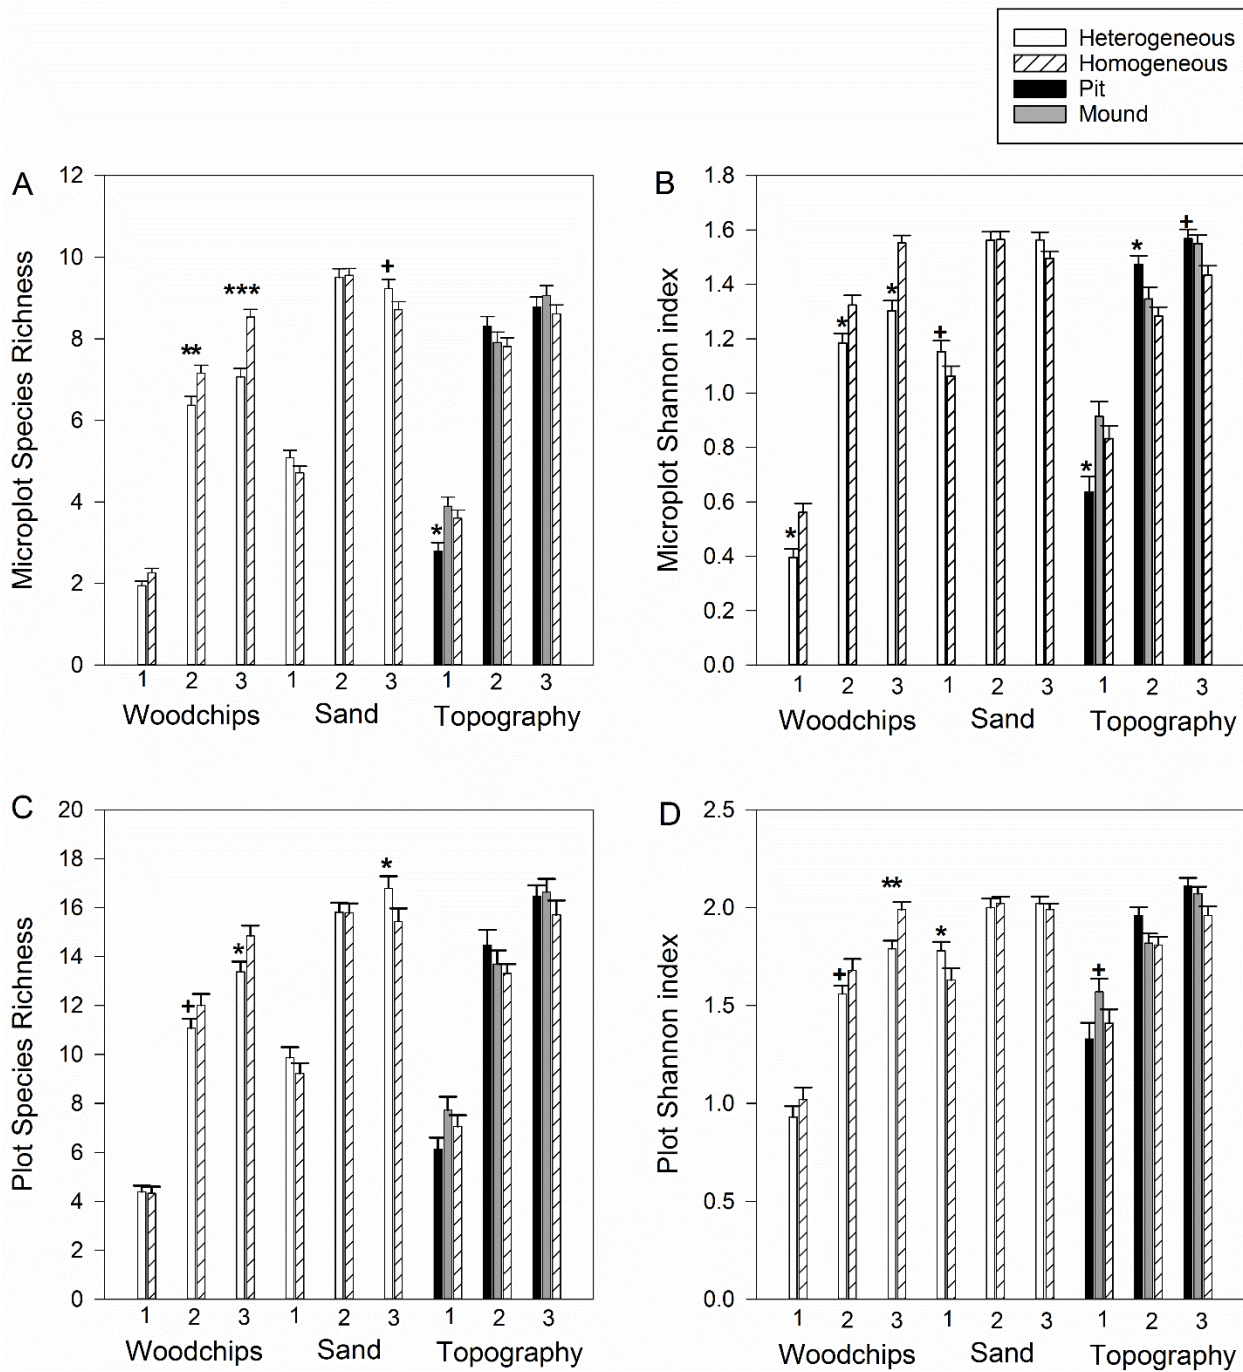 Heterogeneous
Homogeneous
Pit
Mound
A
12
10
8
6
4
2
0
Microplot Species Richness
**
***
+
*
1 2 3 1 2 3 1 2 3
Woodchips Sand Topography
B
1.8
1.6
1.4
1.2
1.0
0.8
0.6
0.4
0.2
0.0
Microplot Shannon index
*
*
*
+
*
*
+
1 2 3 1 2 3 1 2 3
Woodchips Sand Topography
C
20
18
16
14
12
10
8
6
4
2
0
Plot Species Richness
+
*
*
1 2 3 1 2 3 1 2 3
Woodchips Sand Topography
D
2.5
2.0
1.5
1.0
0.5
0.0
Plot Shannon index
+
**
*
+
1 2 3 1 2 3 1 2 3
Woodchips Sand Topography